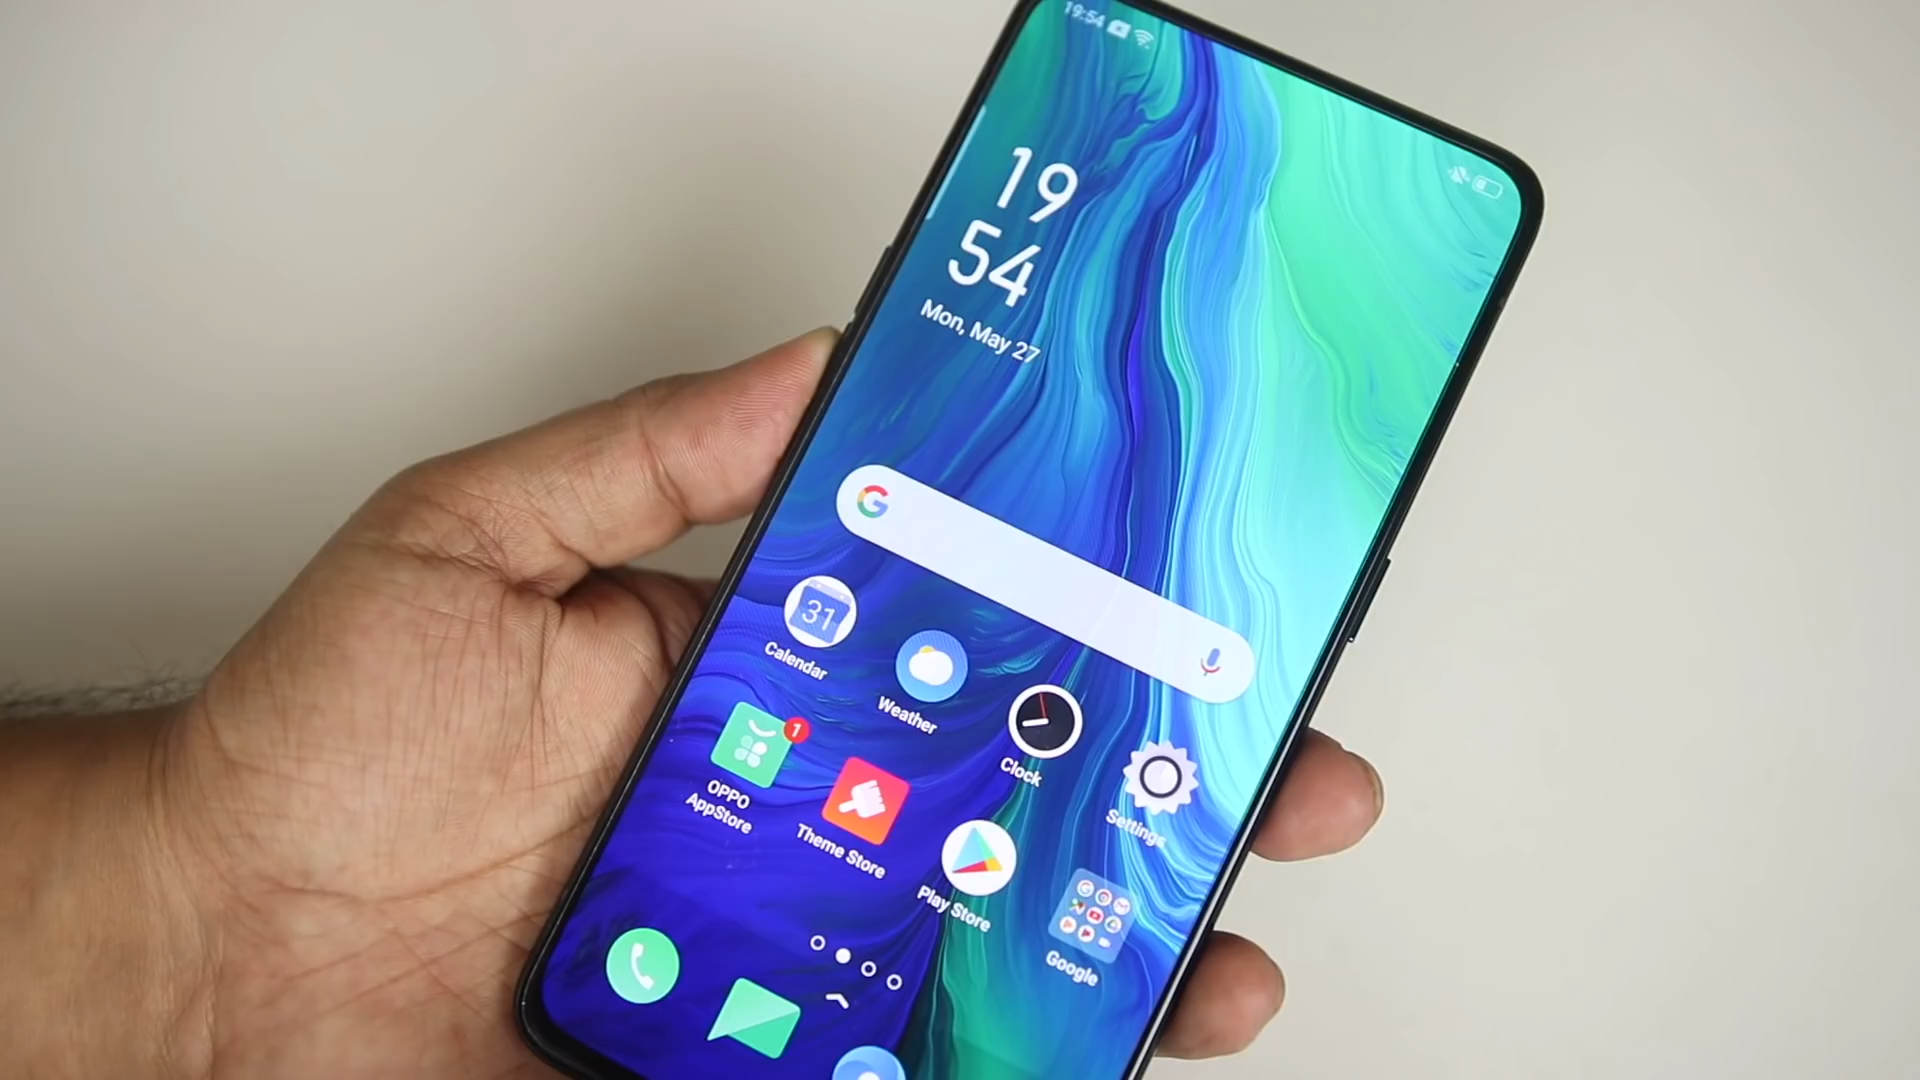 19:54
19
54
Mon, May 27
G
31
Calendar
Weather
Clock
Settings
1
OPPO
AppStore
Theme Store
Play Store
Google